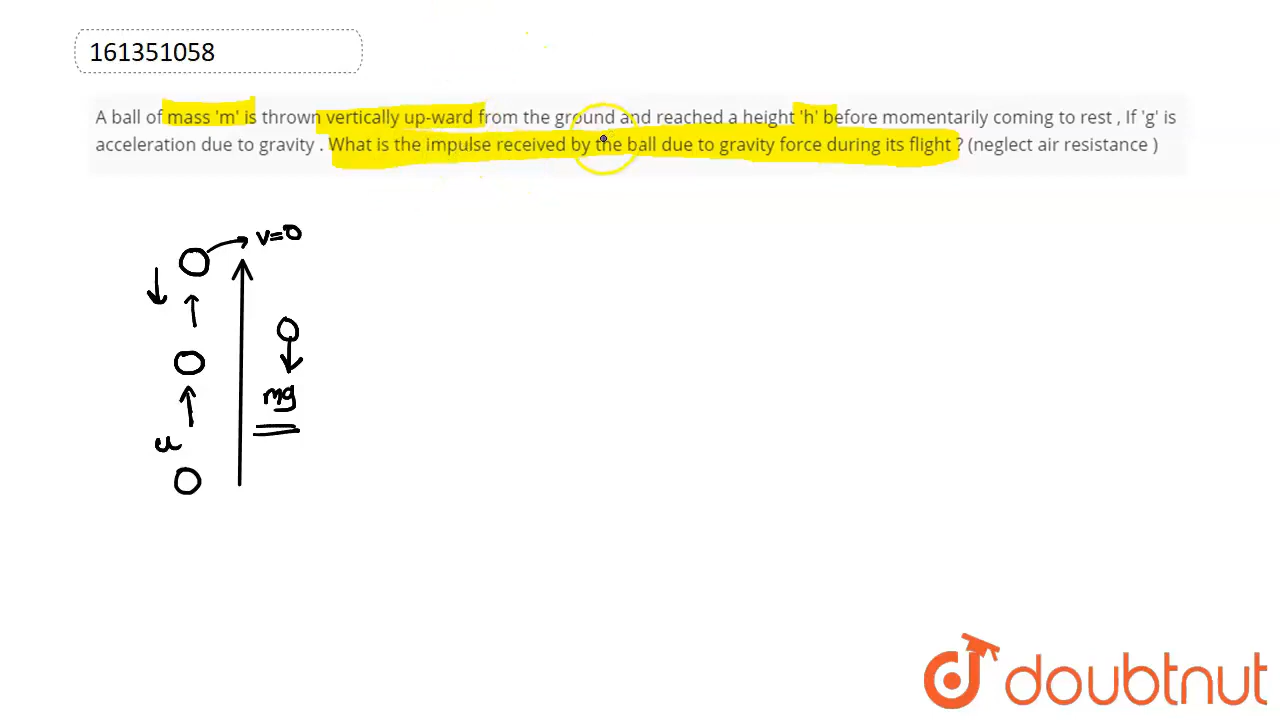 161351058
A ball of mass 'm' is thrown vertically up-ward from the ground and reached a height 'h' before momentarily coming to rest , If 'g' is
acceleration due to gravity . What is the impulse received by the ball due to gravity force during its flight ? (neglect air resistance )
v=0
mg
u
doubtnut